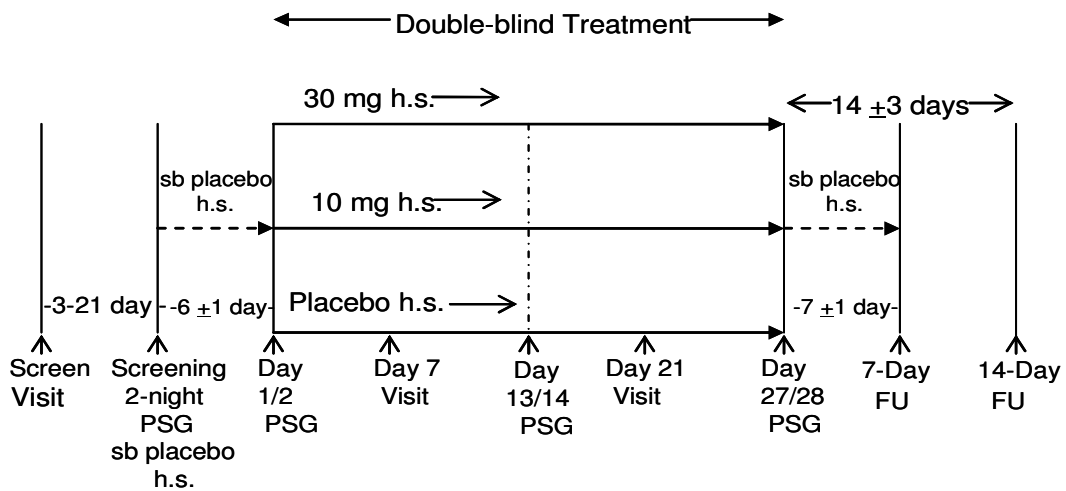 Double-blind Treatment
30 mg h.s.
14 ±3 days
sb placebo
h.s.
10 mg h.s.
sb placebo
h.s.
-3-21 day
-6 ±1 day-
Placebo h.s.
-7 ±1 day-
Screen
Visit
Screening
2-night
PSG
sb placebo
h.s.
Day
1/2
PSG
Day 7
Visit
Day
13/14
PSG
Day 21
Visit
Day
27/28
PSG
7-Day
FU
14-Day
FU